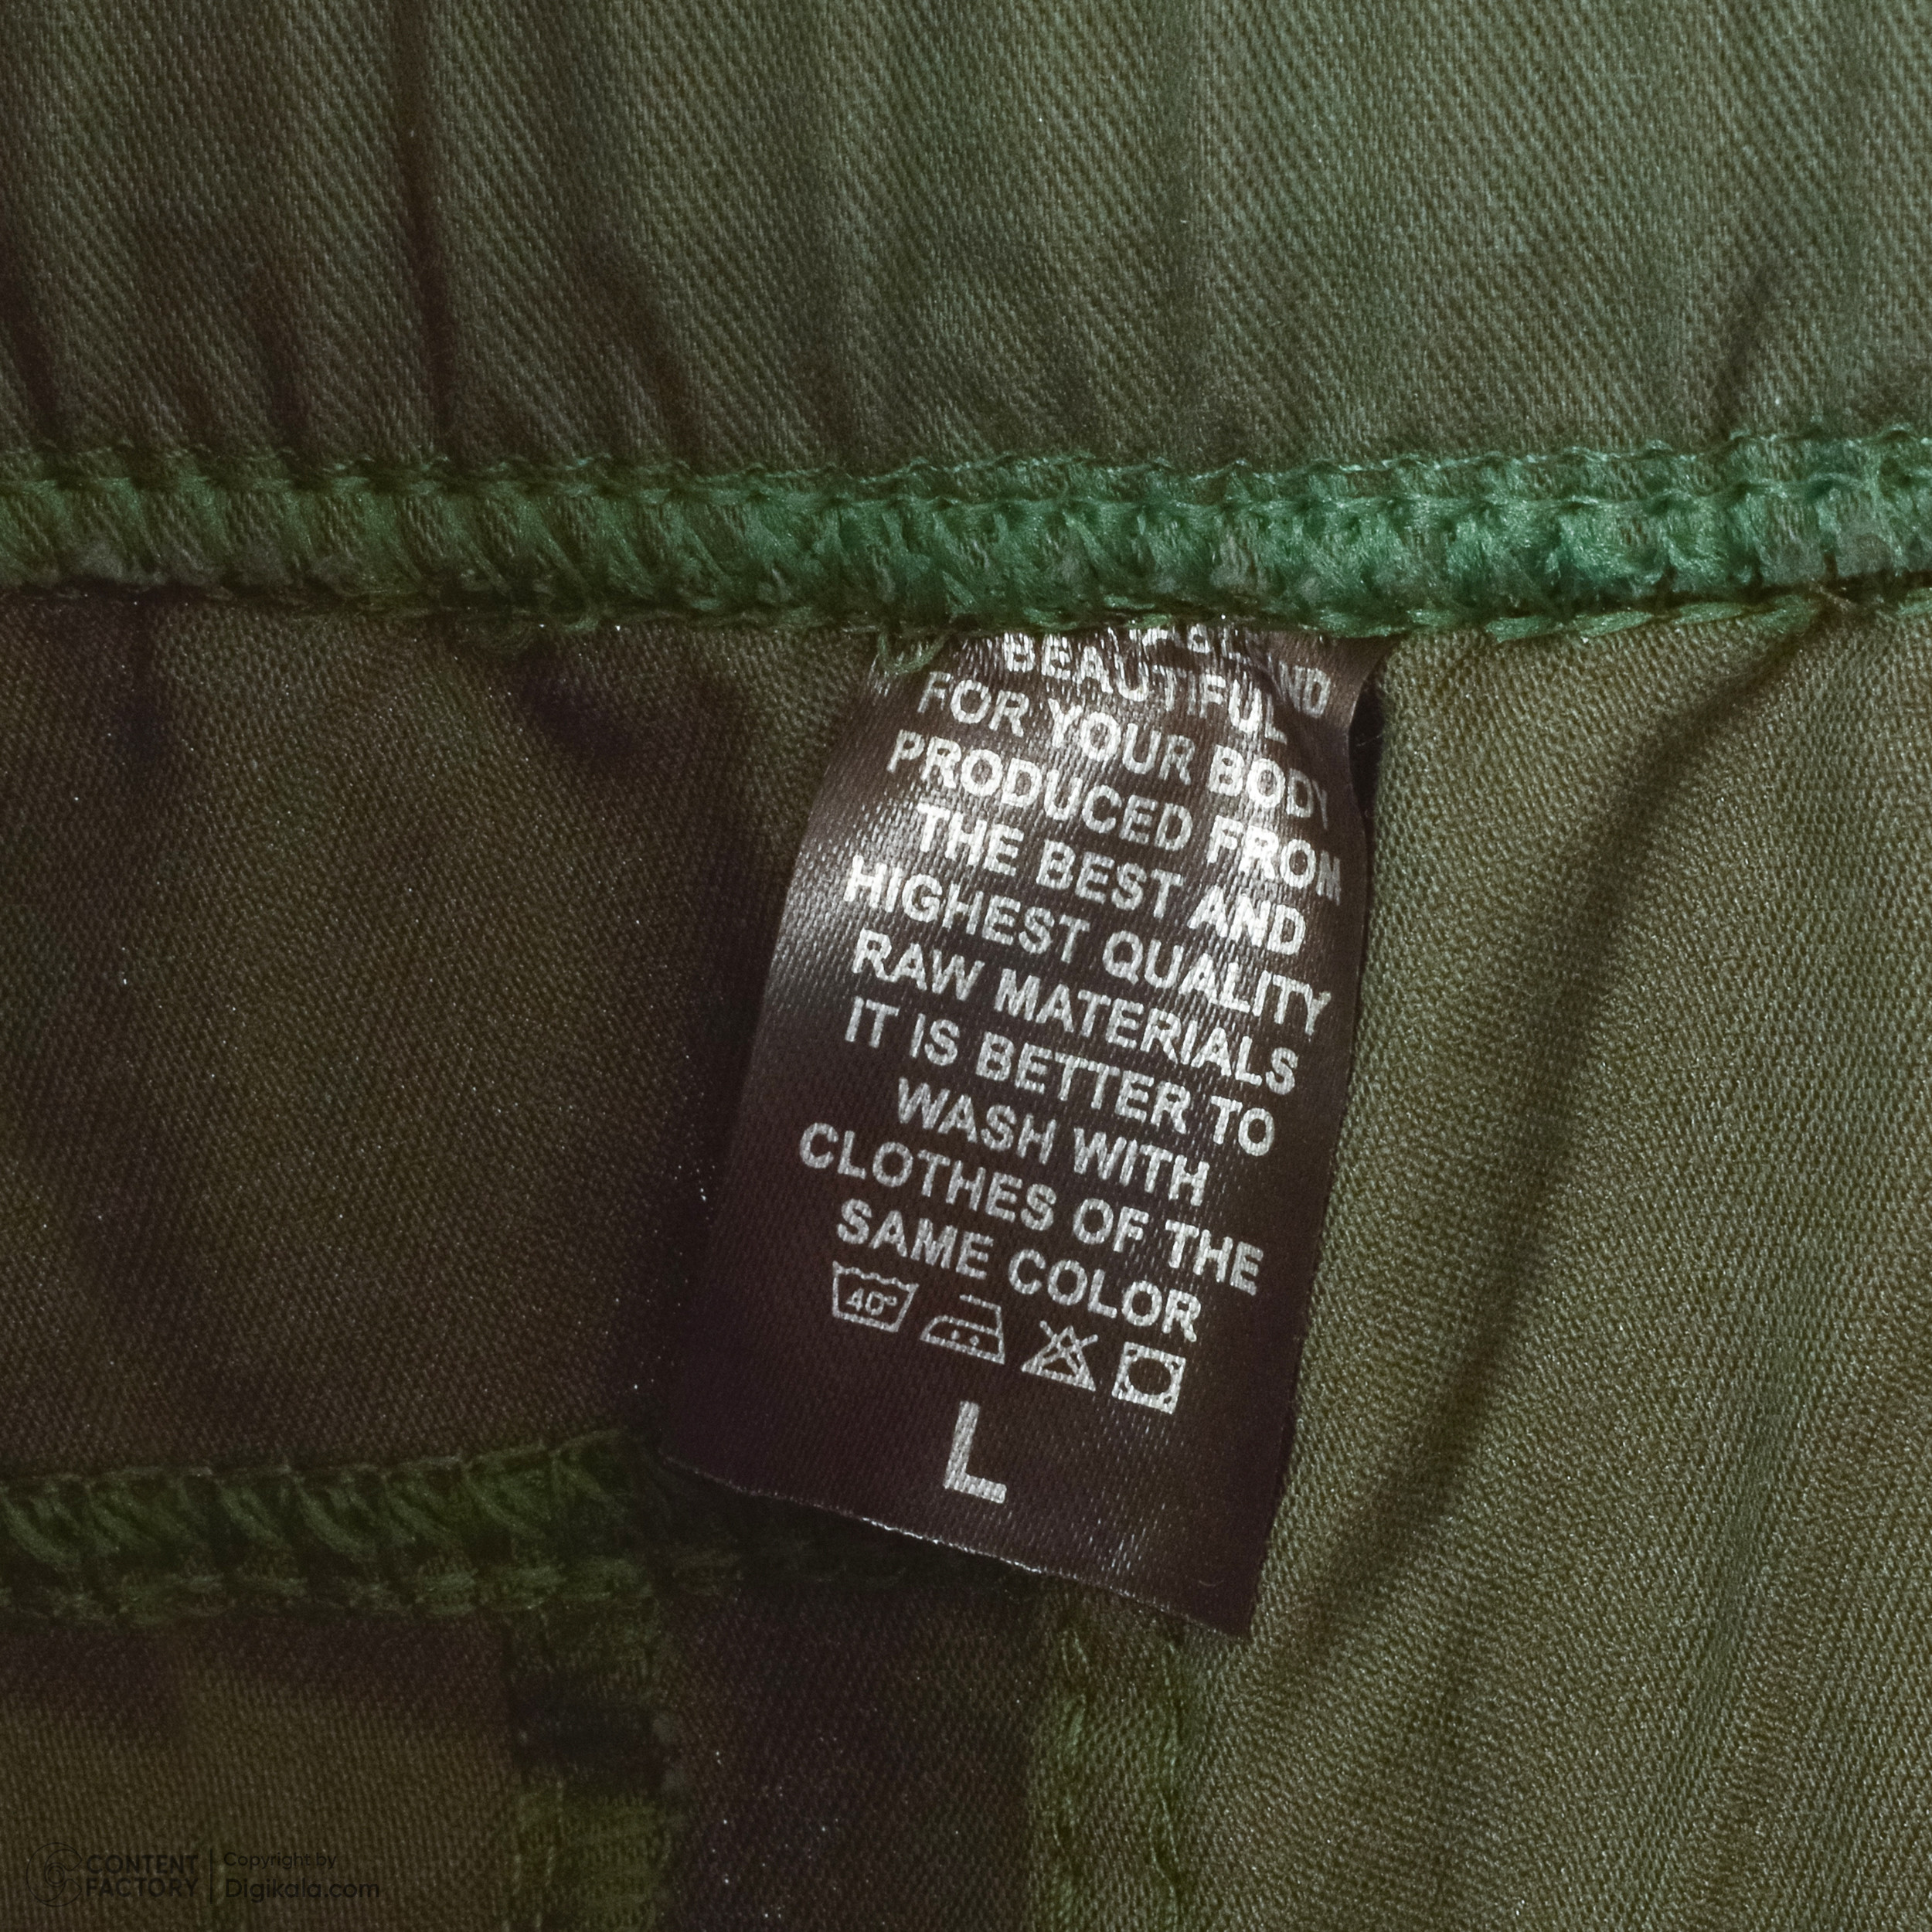 BEAUTIFUL
FOR YOUR BODY
PRODUCED FROM
THE BEST AND
HIGHEST QUALITY
RAW MATERIALS
IT IS BETTER TO
WASH WITH
CLOTHES OF THE
SAME COLOR
40°
L
CONTENT
FACTORY
Copyright by
Digikala.com